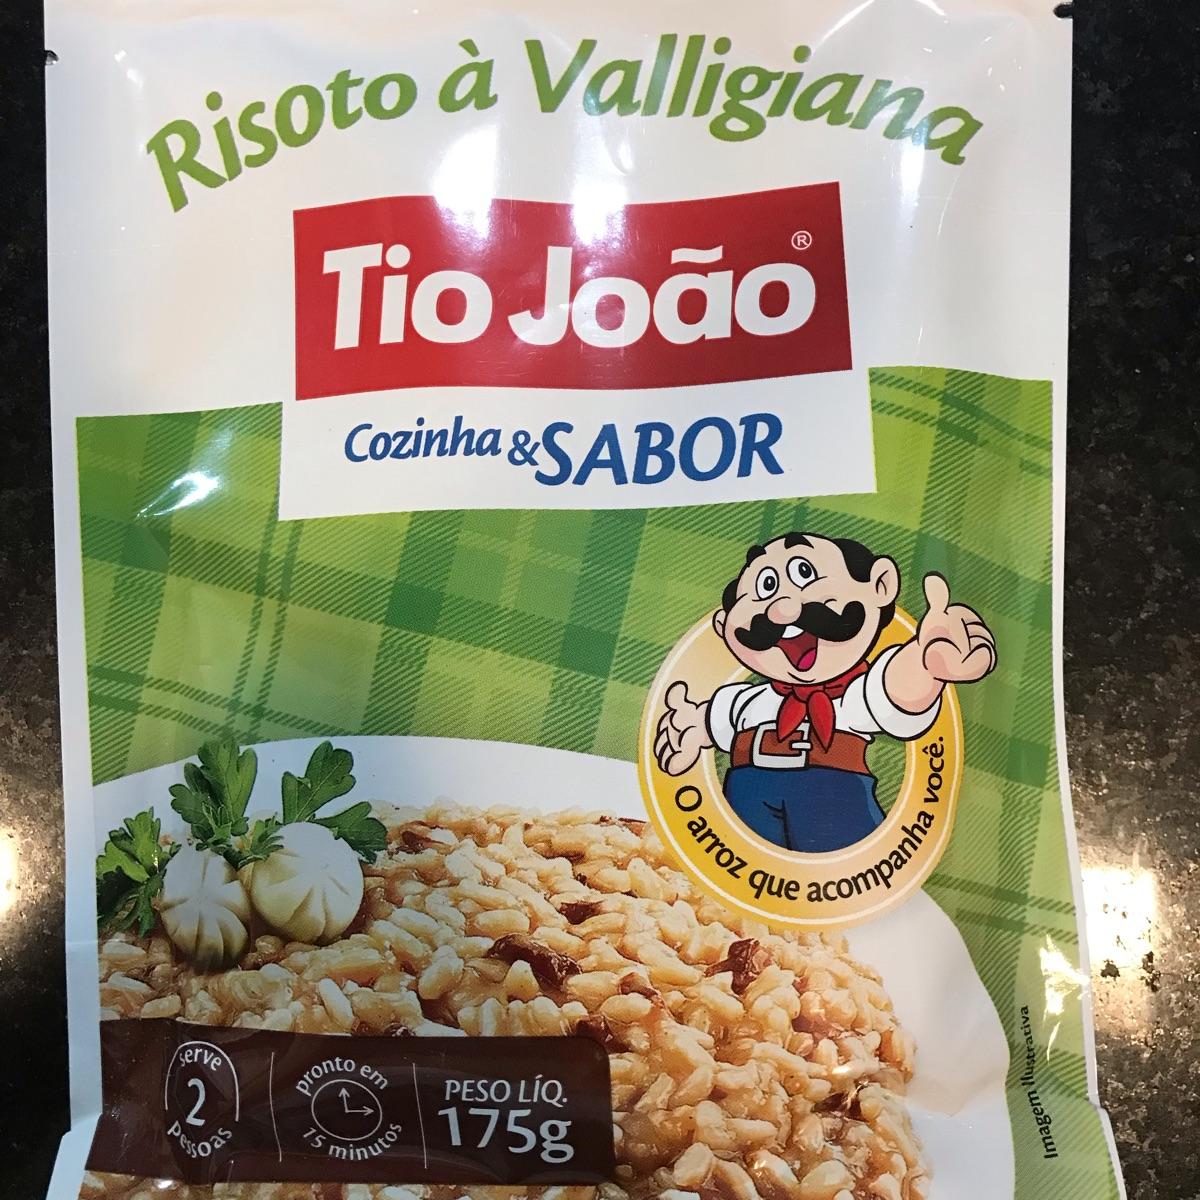 Risoto à Valligiana
Tio João®
Cozinha & SABOR
O arroz que acompanha você.
Imagem Ilustrativa
serve
2
pessoas
pronto em
15 minutos
PESO LÍQ.
175g